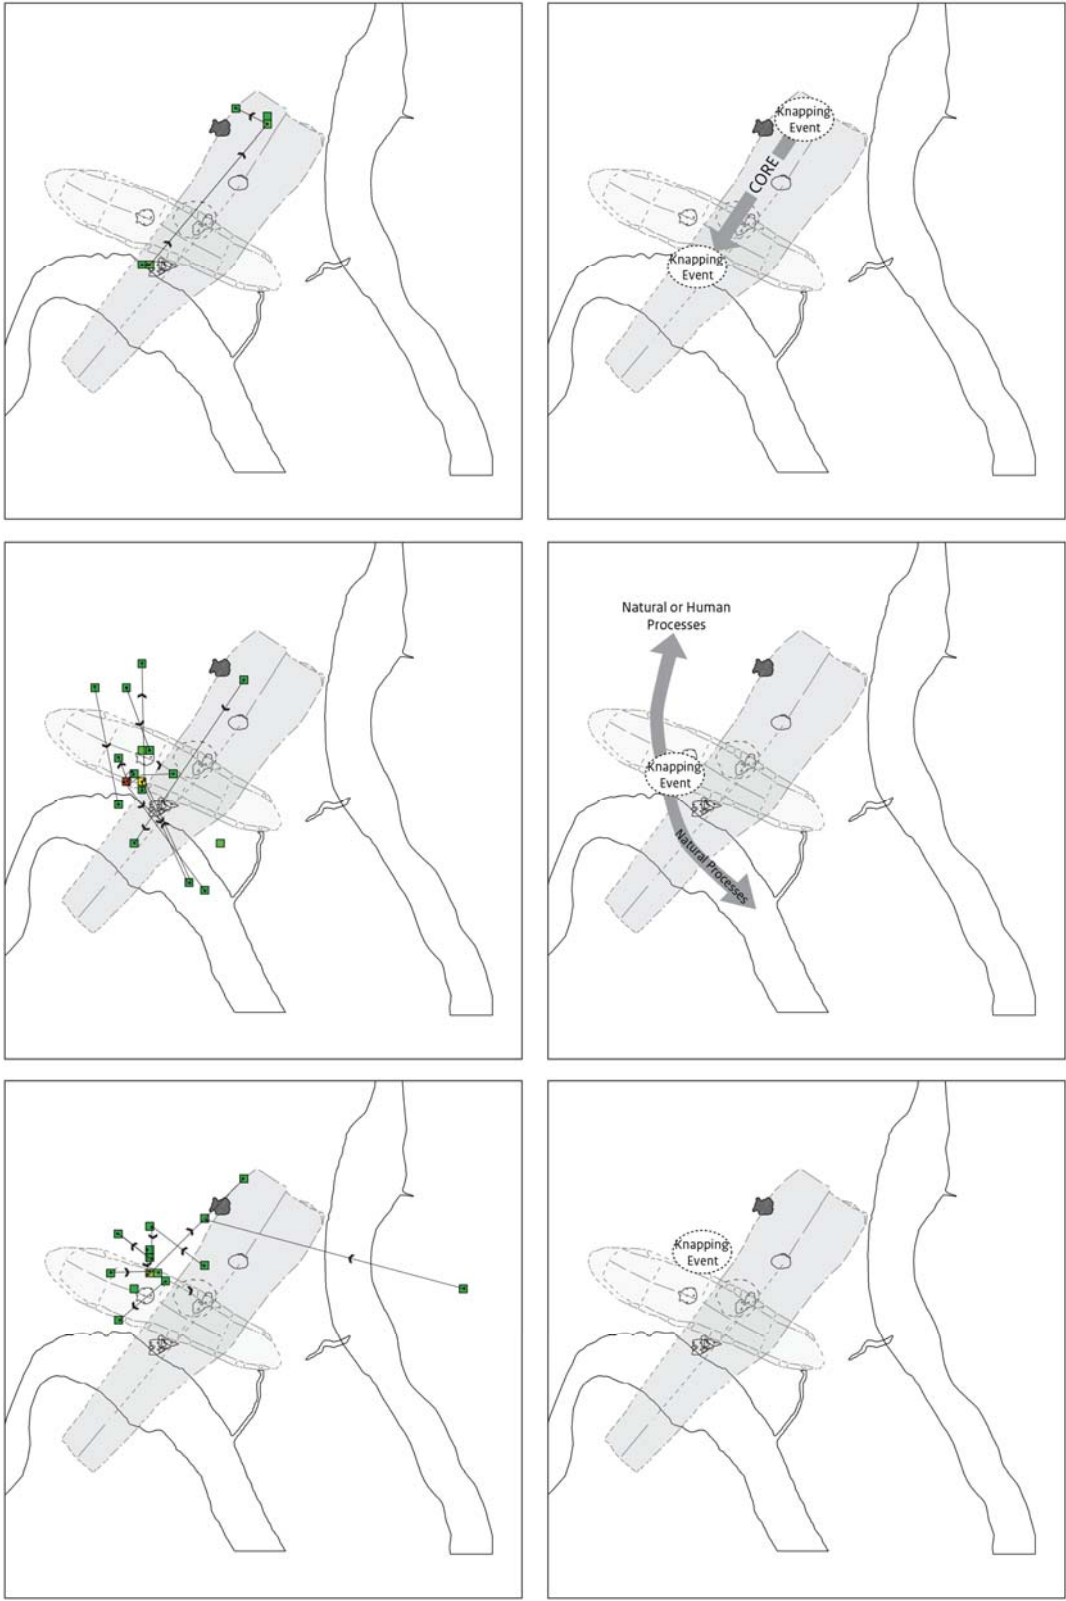 Knapping
Event
CORE
Knapping
Event
Natural or Human
Processes
Knapping
Event
Natural Processes
Knapping
Event